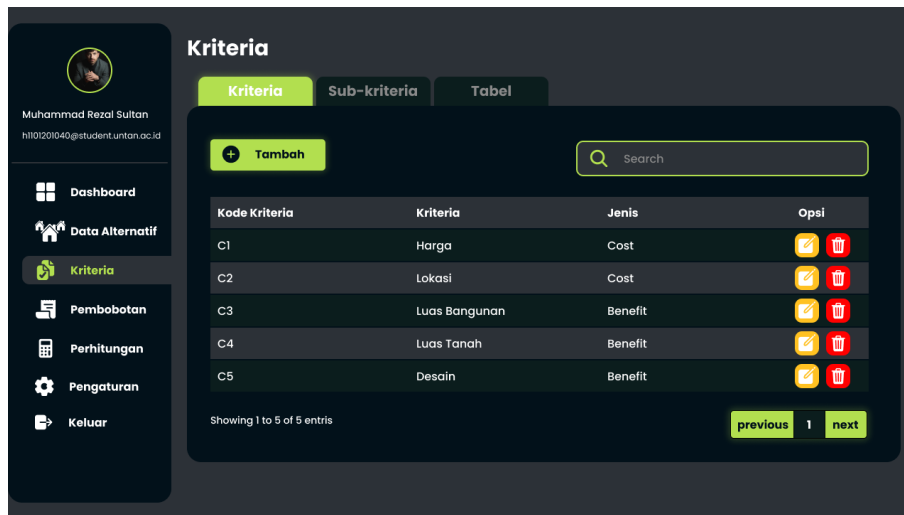 Muhammad Rezal Sultan
h1101201040@student.untan.ac.id
Dashboard
Data Alternatif
Kriteria
Pembobotan
Perhitungan
Pengaturan
Keluar
Kriteria
Kriteria Sub-kriteria Tabel
Tambah Search
Kode Kriteria Kriteria Jenis Opsi
C1 Harga Cost
C2 Lokasi Cost
C3 Luas Bangunan Benefit
C4 Luas Tanah Benefit
C5 Desain Benefit
Showing 1 to 5 of 5 entris previous 1 next